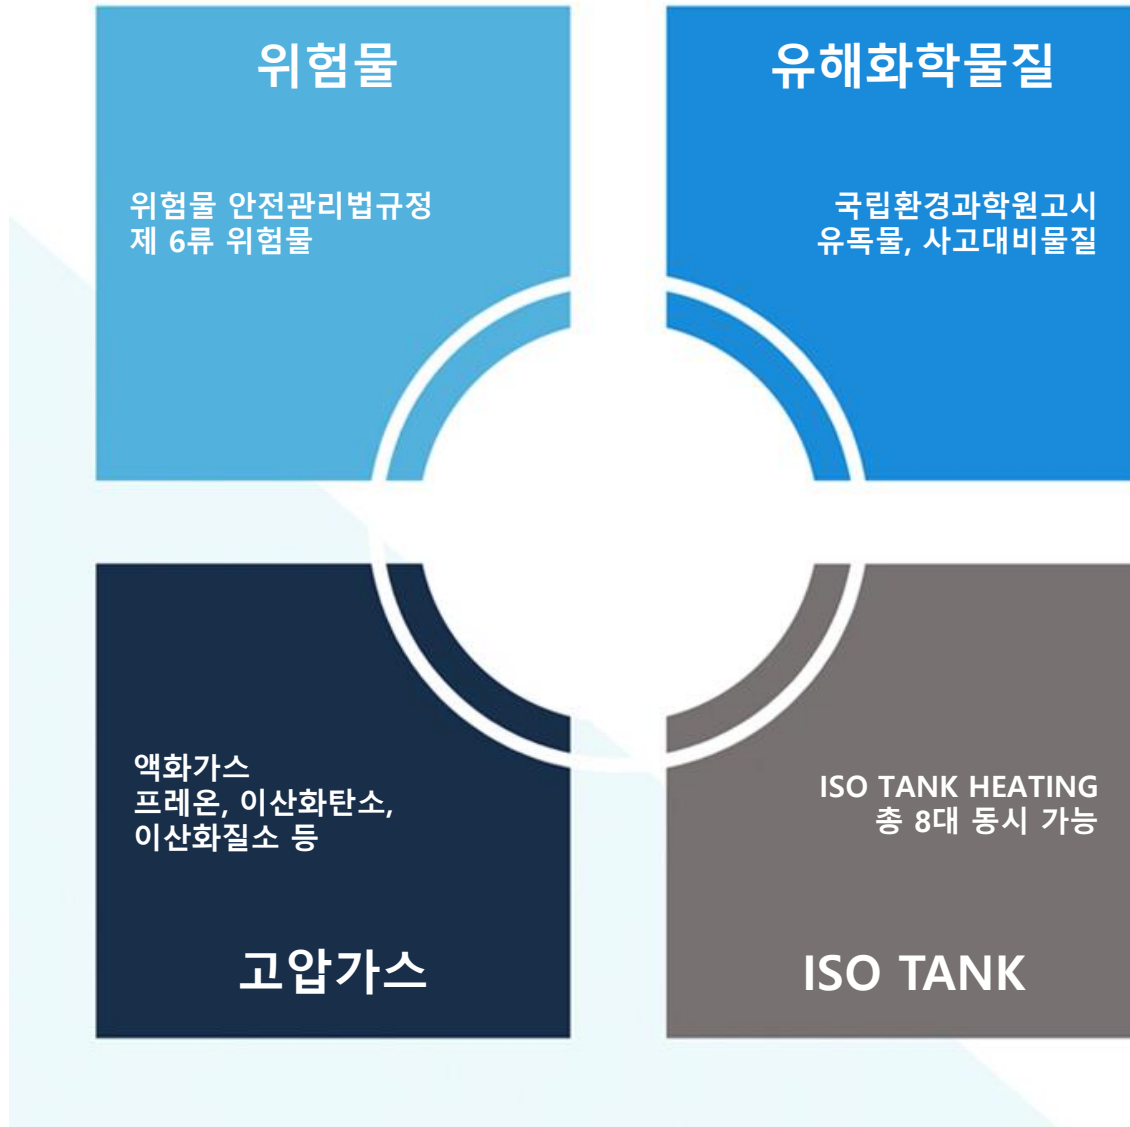 위험물
위험물 안전관리법규정
제 6류 위험물
유해화학물질
국립환경과학원고시
유독물, 사고대비물질
액화가스
프레온, 이산화탄소,
이산화질소 등
고압가스
ISO TANK HEATING
총 8대 동시 가능
ISO TANK